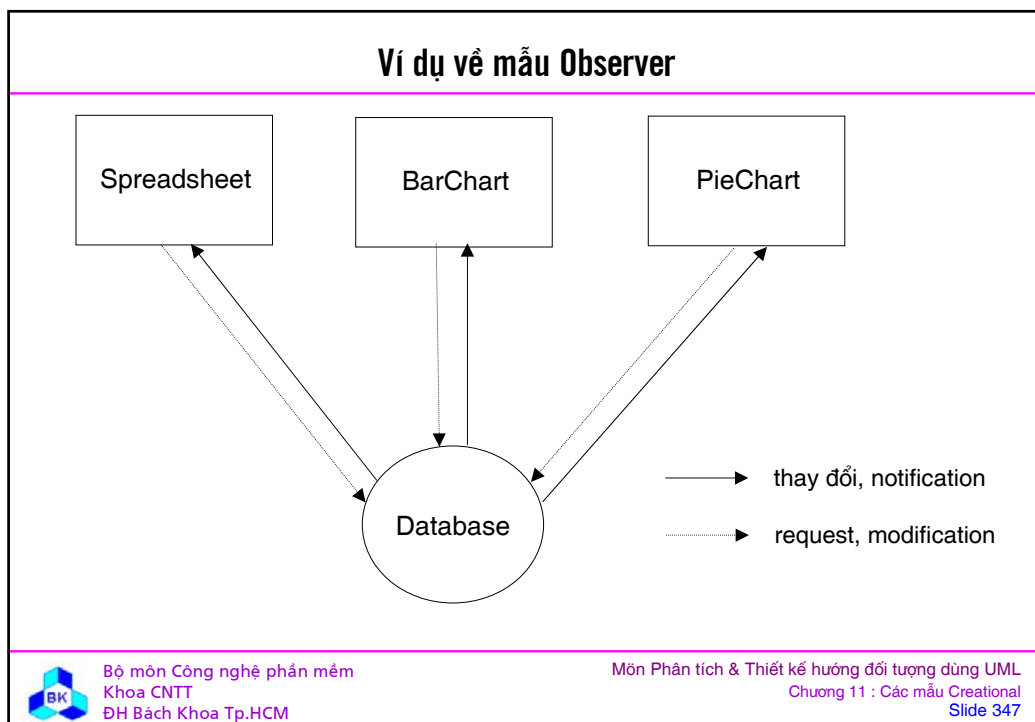 Ví dụ về mẫu Observer
Spreadsheet
BarChart
PieChart
Database
thay đổi, notification
request, modification
BK
Bộ môn Công nghệ phần mềm
Khoa CNTT
ĐH Bách Khoa Tp.HCM
Môn Phân tích & Thiết kế hướng đối tượng dùng UML
Chương 11 : Các mẫu Creational
Slide 347